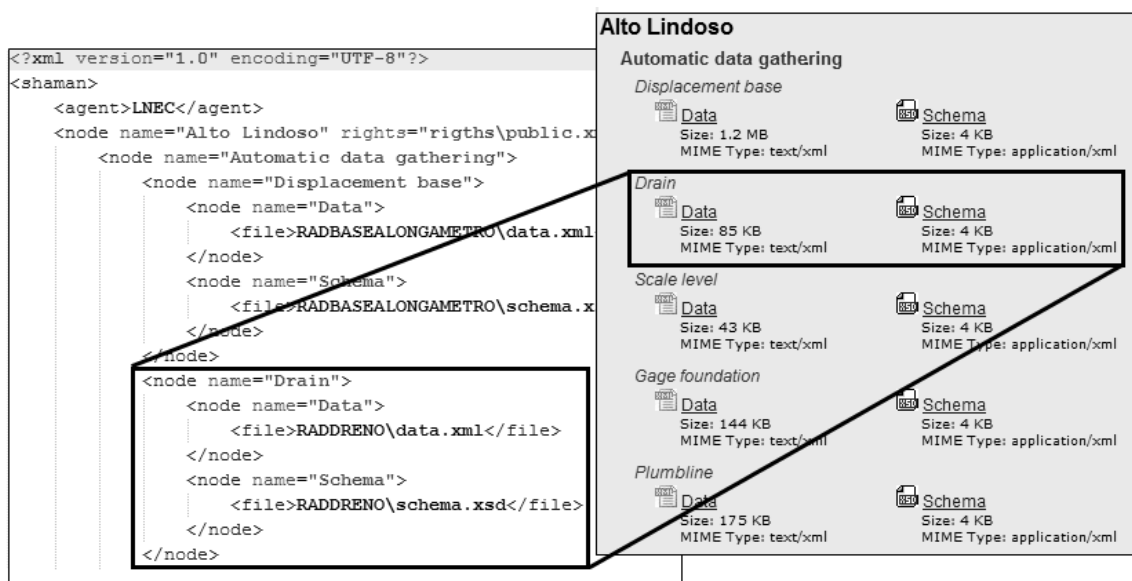 <?xml version="1.0" encoding="UTF-8"?>
<shaman>
<agent>LNEC</agent>
<node name="Alto Lindoso" rights="rigths\public.x
<node name="Automatic data gathering">
<node name="Displacement base">
<node name="Data">
<file>RADBASEALONGAMETRO\data.xml
</node>
<node name="Schema">
<file>RADBASEALONGAMETRO\schema.x
</node>
</node>
<node name="Drain">
<node name="Data">
<file>RADDRENO\data.xml</file>
</node>
<node name="Schema">
<file>RADDRENO\schema.xsd</file>
</node>
</node>
Alto Lindoso
Automatic data gathering
Displacement base
Data Schema
Size: 1.2 MB Size: 4 KB
MIME Type: text/xml MIME Type: application/xml
Drain
Data Schema
Size: 85 KB Size: 4 KB
MIME Type: text/xml MIME Type: application/xml
Scale level
Data Schema
Size: 43 KB Size: 4 KB
MIME Type: text/xml MIME Type: application/xml
Gage foundation
Data Schema
Size: 144 KB Size: 4 KB
MIME Type: text/xml MIME Type: application/xml
Plumbline
Data Schema
Size: 175 KB Size: 4 KB
MIME Type: text/xml MIME Type: application/xml